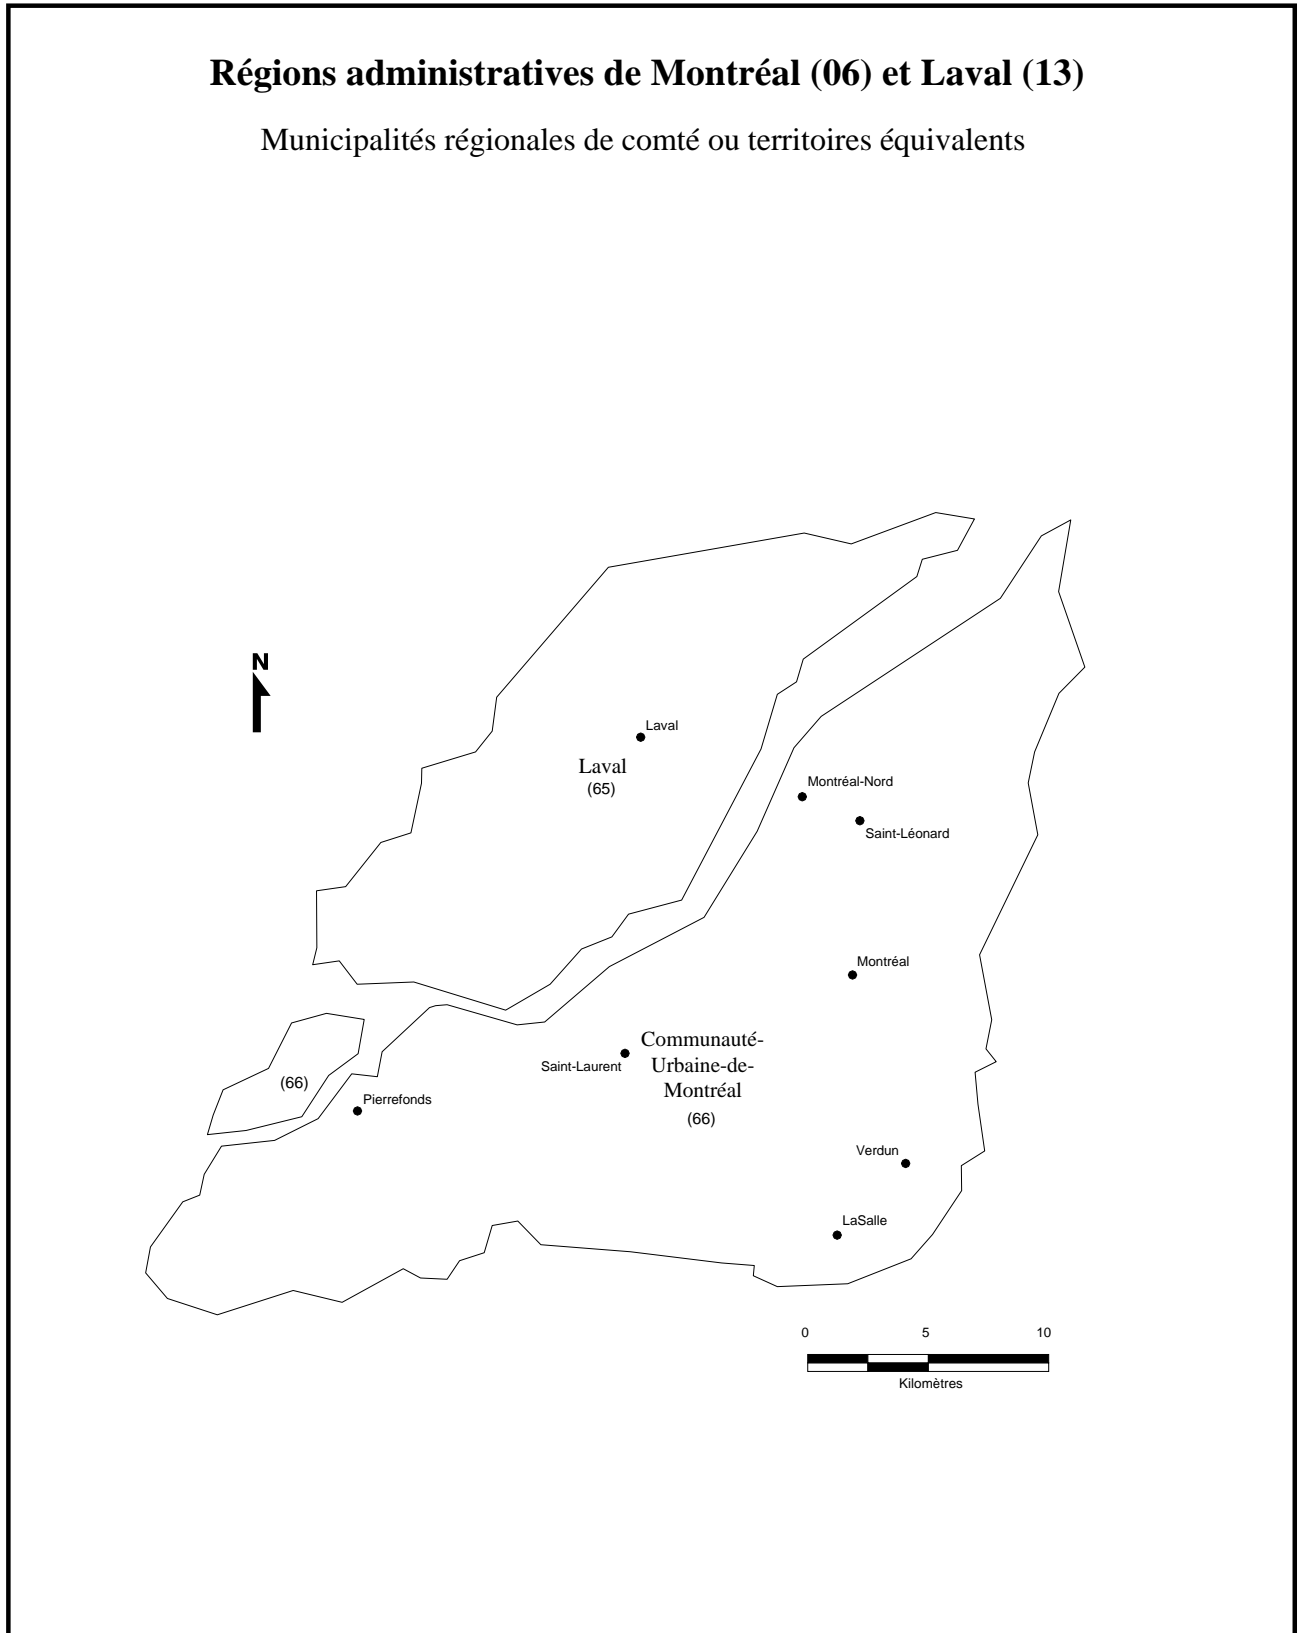 Régions administratives de Montréal (06) et Laval (13)
Municipalités régionales de comté ou territoires équivalents
N
Laval
Laval
(65)
Montréal-Nord
Saint-Léonard
Montréal
Communauté-
Urbaine-de-
Montréal
(66)
Saint-Laurent
(66)
Pierrefonds
Verdun
LaSalle
0 5 10
Kilomètres